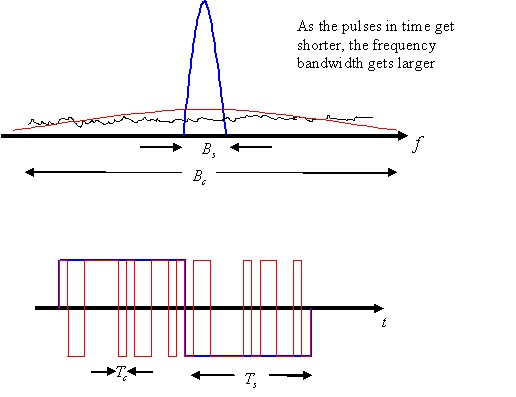 As the pulses in time get
shorter, the frequency
bandwidth gets larger
f
Bs
Bc
t
Tc
Ts